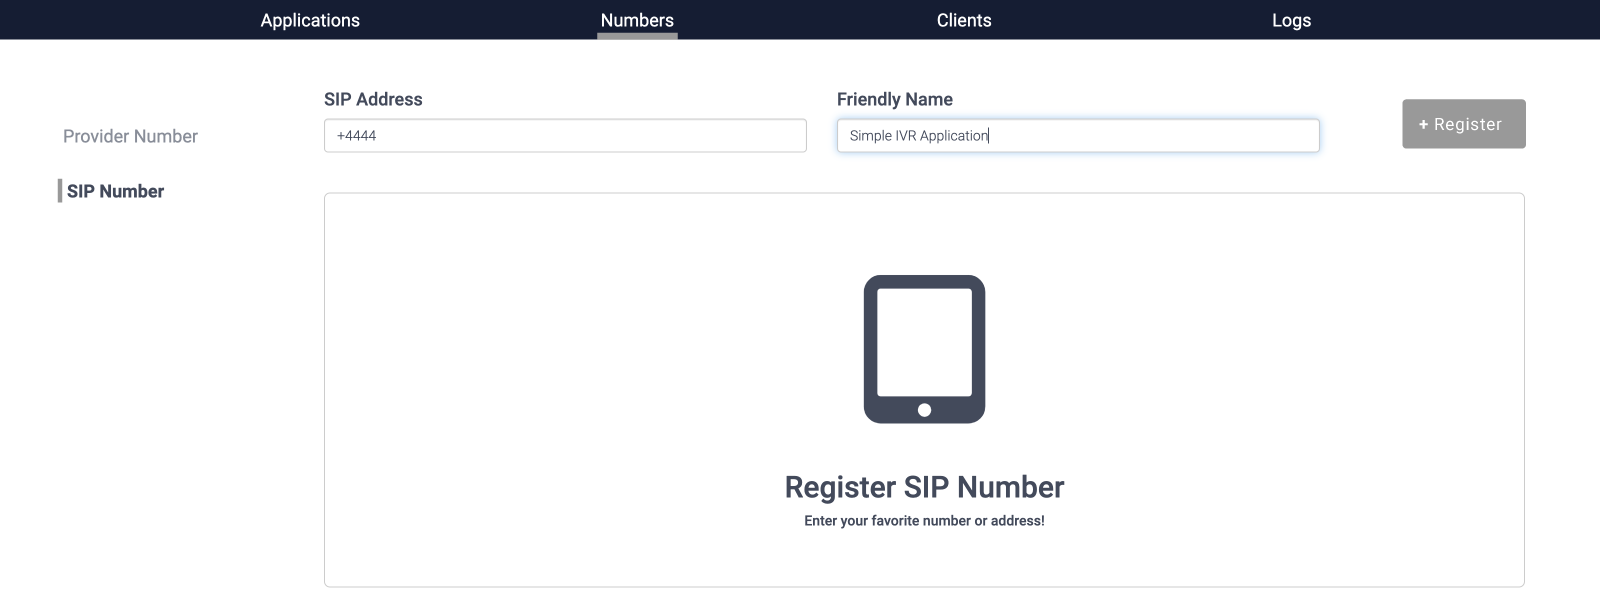 Applications Numbers Clients Logs
SIP Address Friendly Name
+ Register
Provider Number
+4444 Simple IVR Application
SIP Number
Register SIP Number
Enter your favorite number or address!